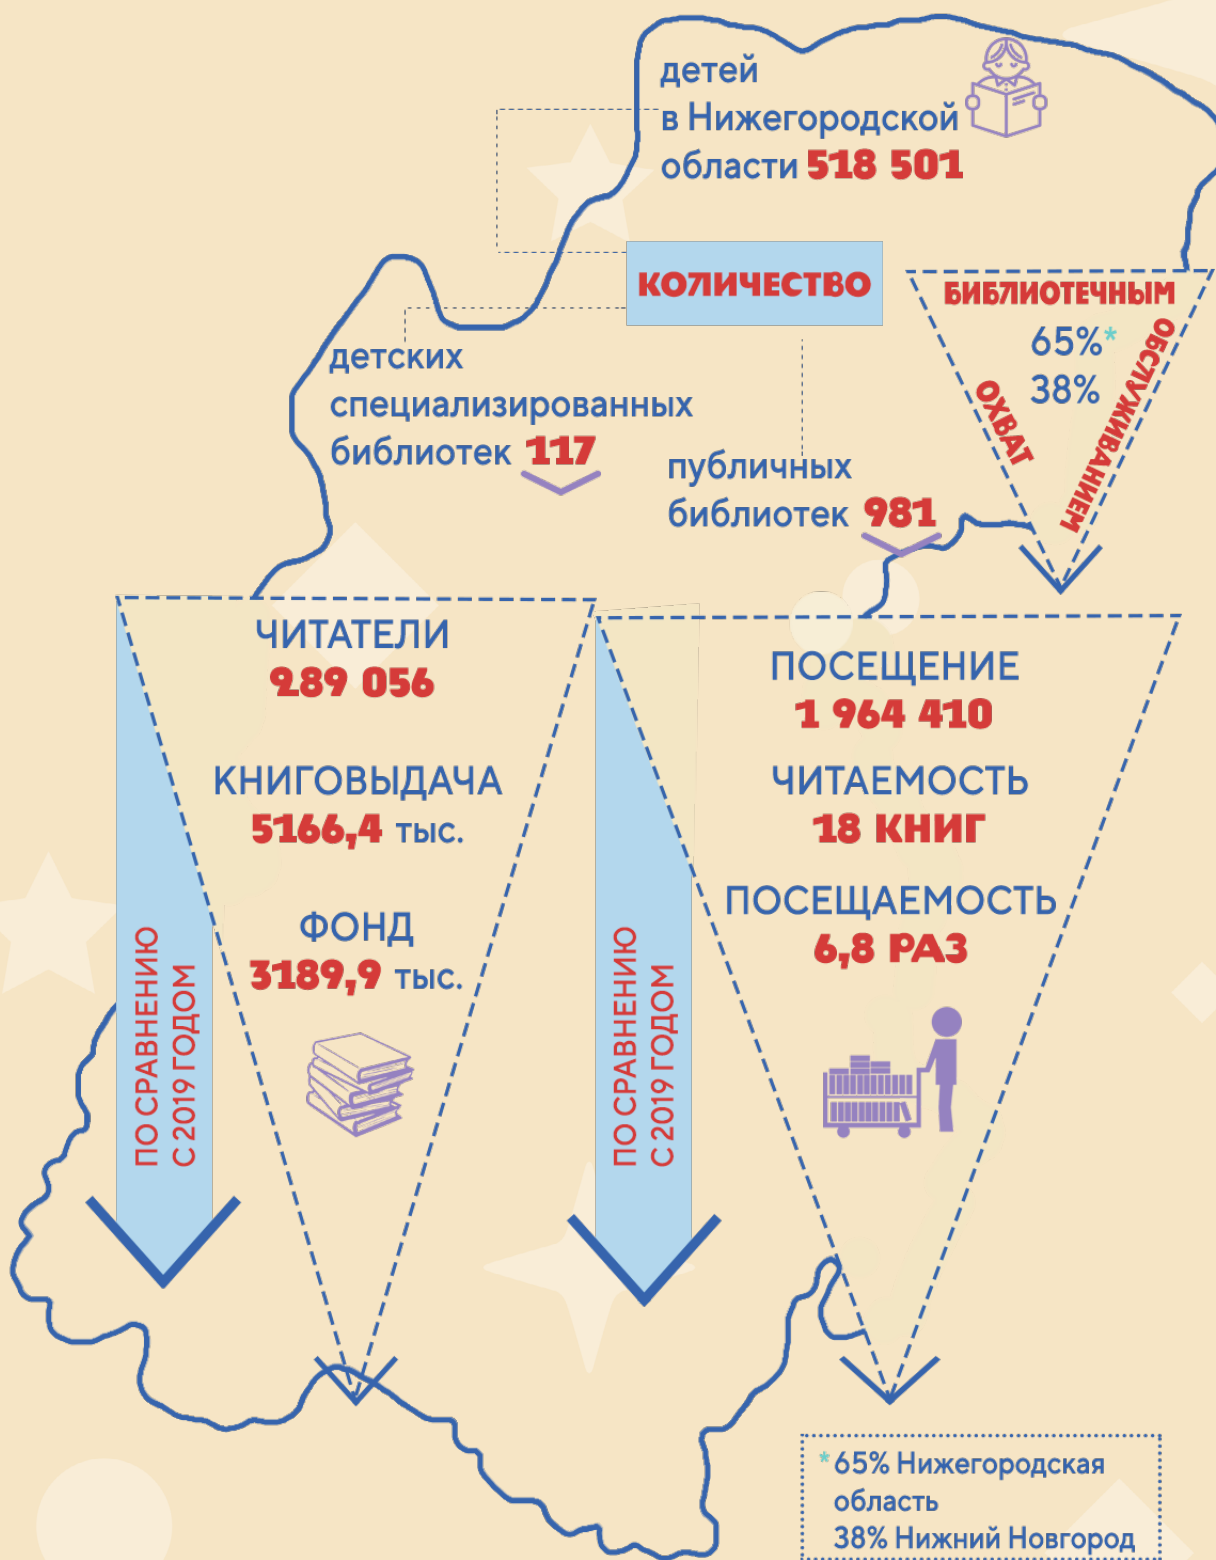 детей
в Нижегородской
области 518 501
КОЛИЧЕСТВО
детских
специализированных
библиотек 117
публичных
библиотек 981
ОХВАТ
БИБЛИОТЕЧНЫМ
ОБСЛУЖИВАНИЕМ
65%*
38%
ЧИТАТЕЛИ
289 056
КНИГОВЫДАЧА
5166,4 тыс.
ФОНД
3189,9 тыс.
ПО СРАВНЕНИЮ
С 2019 ГОДОМ
ПОСЕЩЕНИЕ
1 964 410
ЧИТАЕМОСТЬ
18 КНИГ
ПОСЕЩАЕМОСТЬ
6,8 РАЗ
ПО СРАВНЕНИЮ
С 2019 ГОДОМ
*65% Нижегородская
область
38% Нижний Новгород